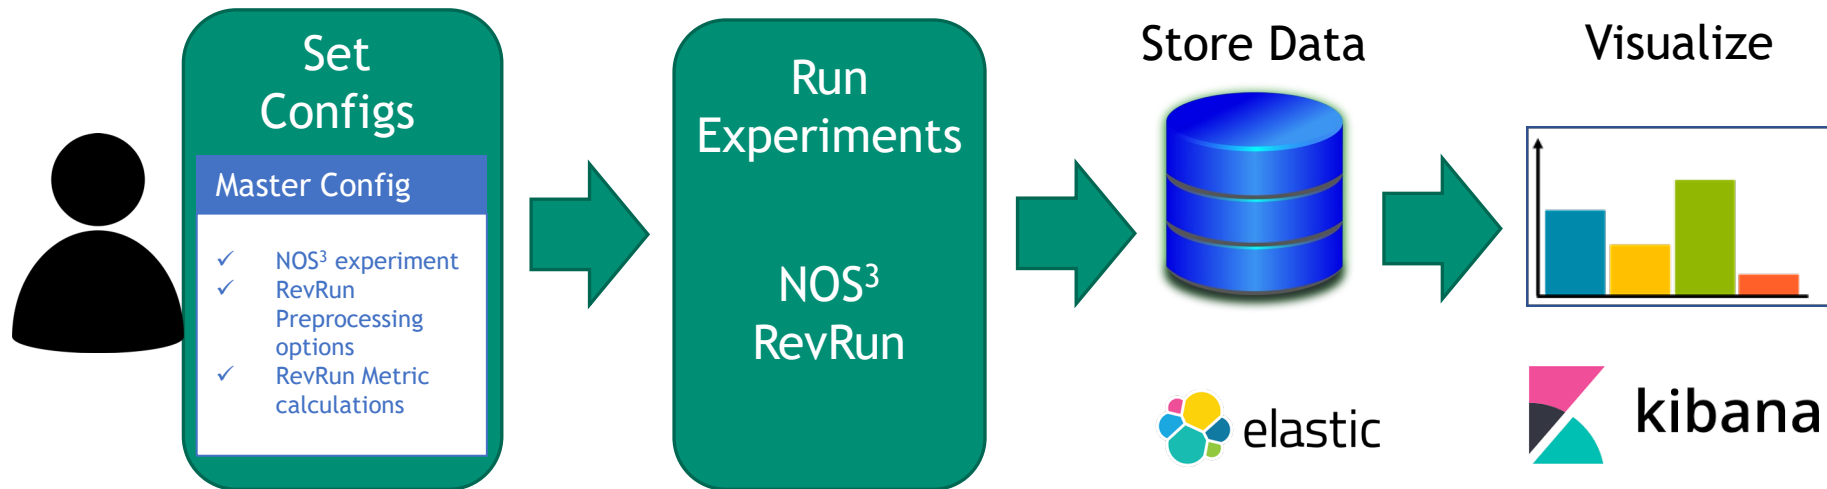 Set
Configs
Master Config
✓ NOS³ experiment
✓ RevRun
Preprocessing
options
✓ RevRun Metric
calculations
Run
Experiments
NOS³
RevRun
Store Data
elastic
Visualize
kibana